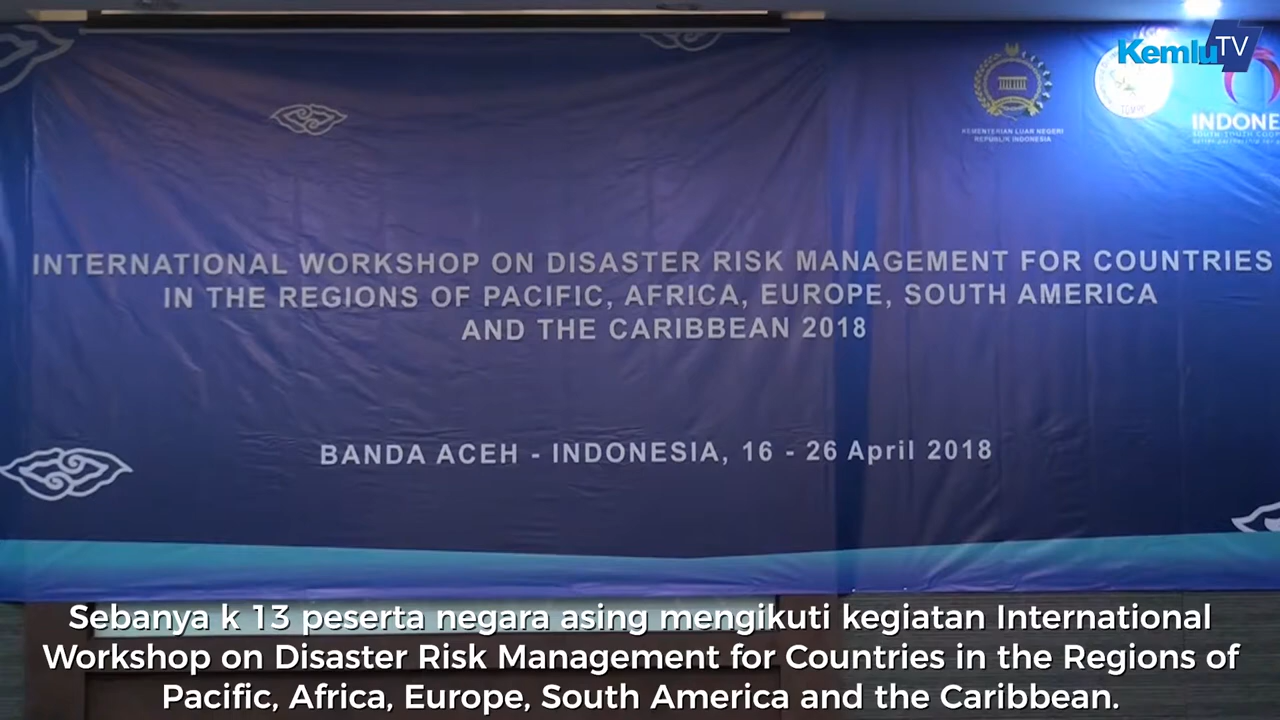 Kemlu TV
KEMENTERIAN LUAR NEGERI
REPUBLIK INDONESIA
INDONE
INTERNATIONAL WORKSHOP ON DISASTER RISK MANAGEMENT FOR COUNTRIES
IN THE REGIONS OF PACIFIC, AFRICA, EUROPE, SOUTH AMERICA
AND THE CARIBBEAN 2018
BANDA ACEH - INDONESIA, 16 - 26 April 2018
Sebanya k 13 peserta negara asing mengikuti kegiatan International
Workshop on Disaster Risk Management for Countries in the Regions of
Pacific, Africa, Europe, South America and the Caribbean.